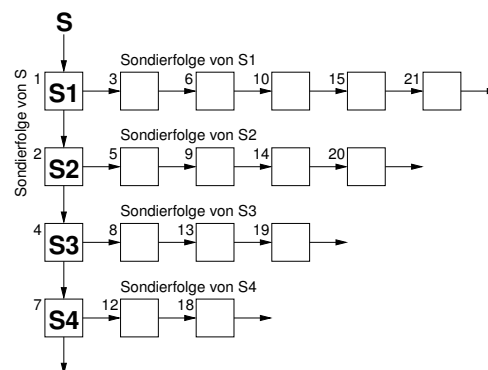 S
Sondierfolge von S
Sondierfolge von S1
1 S1 3 6 10 15 21
Sondierfolge von S2
2 S2 5 9 14 20
Sondierfolge von S3
4 S3 8 13 19
Sondierfolge von S4
7 S4 12 18